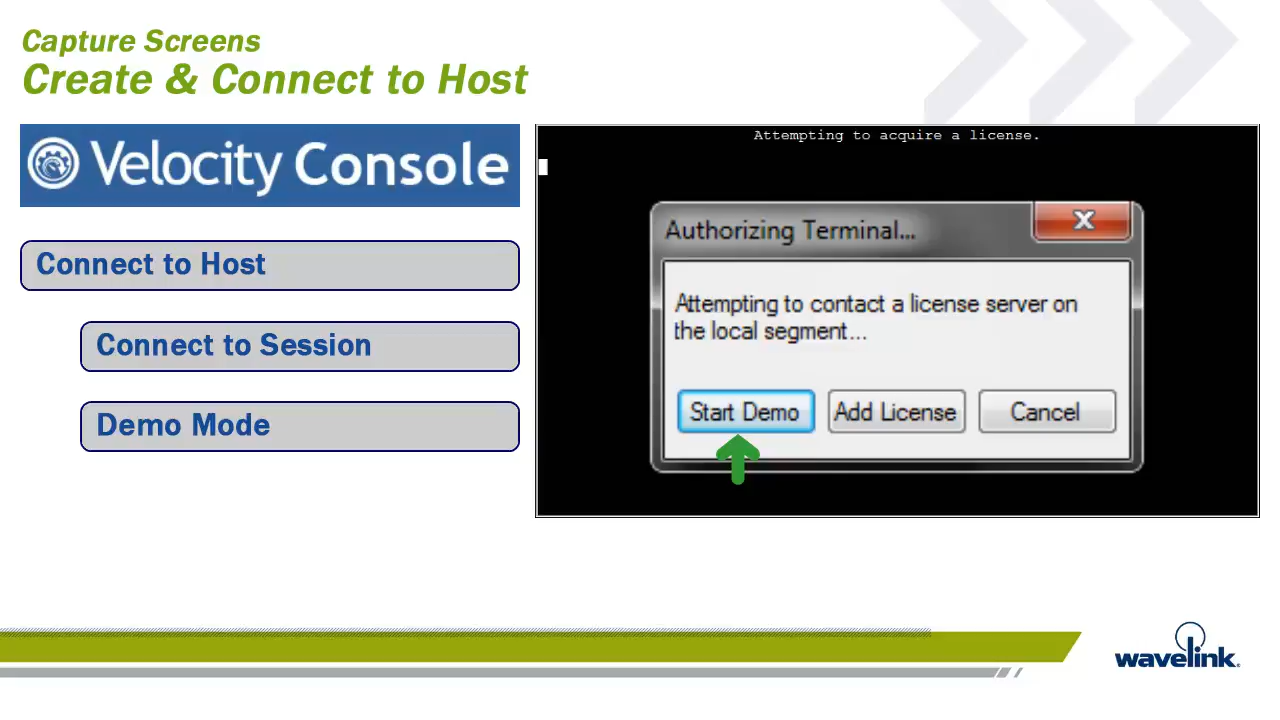 Capture Screens
Create & Connect to Host
Velocity Console
Connect to Host
Connect to Session
Demo Mode
Attempting to acquire a license.
Authorizing Terminal...
Attempting to contact a license server on
the local segment...
Start Demo Add License Cancel
wavelink